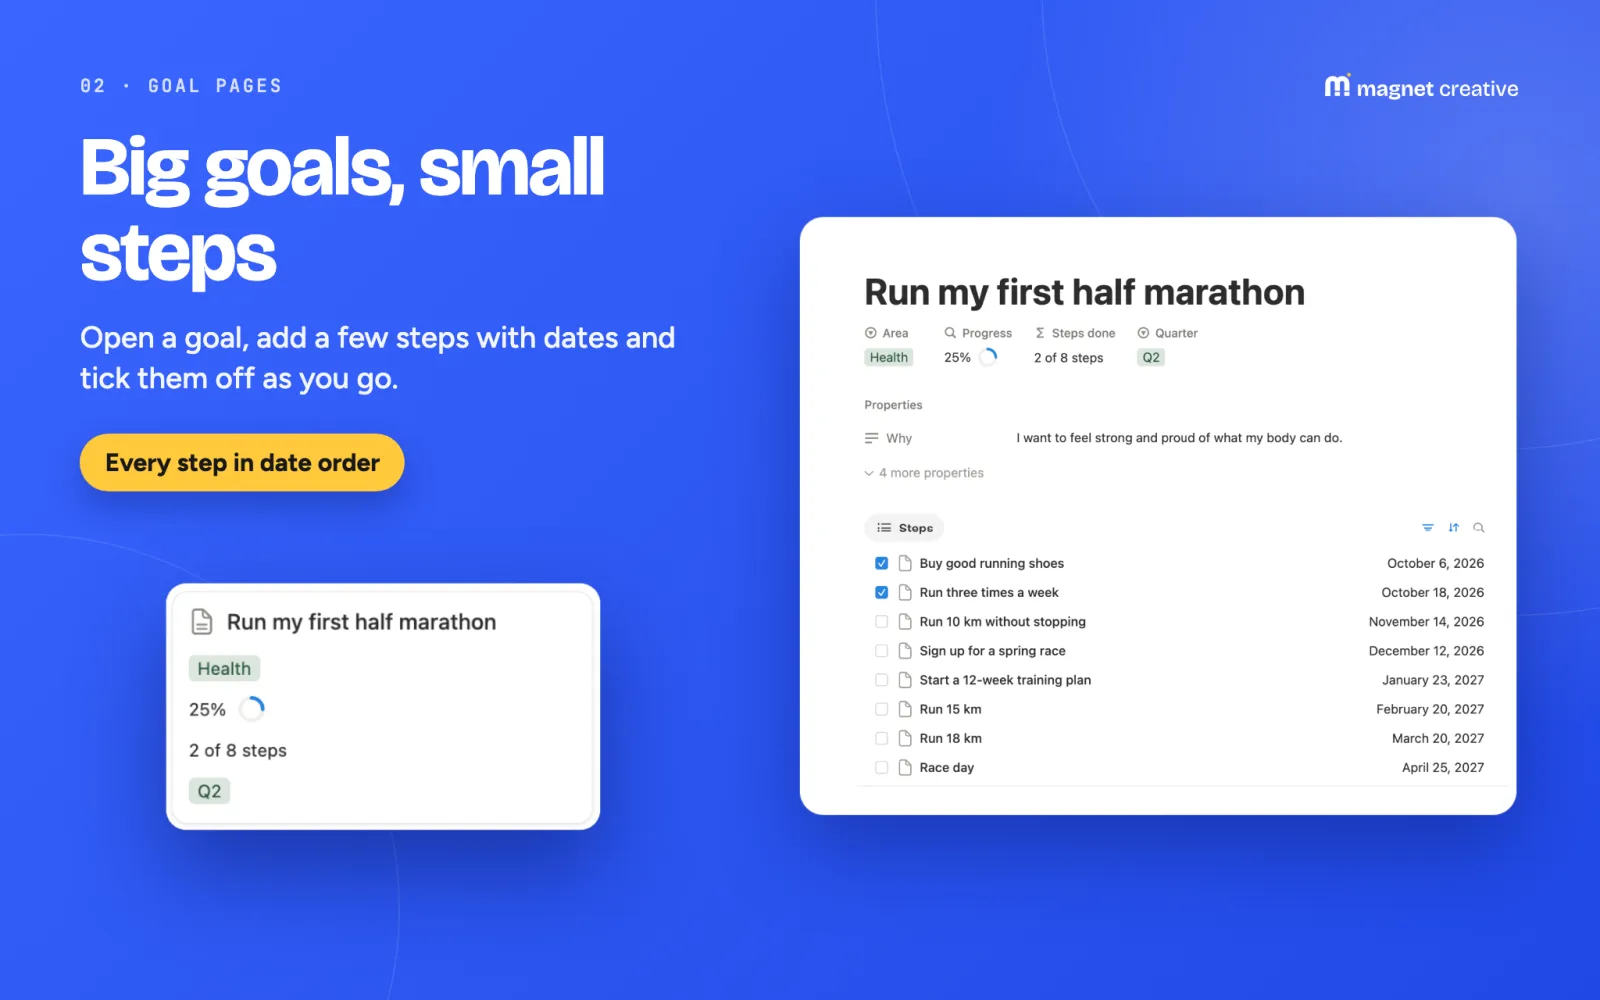 02 · GOAL PAGES
magnet creative
Big goals, small
steps
Open a goal, add a few steps with dates and
tick them off as you go.
Every step in date order
Run my first half marathon
Health
25%
2 of 8 steps
Q2
Run my first half marathon
Area Progress Steps done Quarter
Health 25% 2 of 8 steps Q2
Properties
Why I want to feel strong and proud of what my body can do.
4 more properties
Steps
Buy good running shoes October 6, 2026
Run three times a week October 18, 2026
Run 10 km without stopping November 14, 2026
Sign up for a spring race December 12, 2026
Start a 12-week training plan January 23, 2027
Run 15 km February 20, 2027
Run 18 km March 20, 2027
Race day April 25, 2027